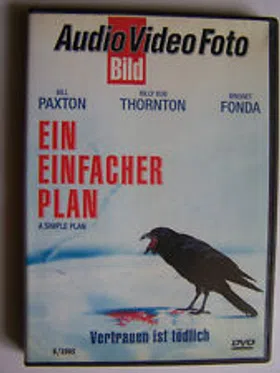 Audio Video Foto
Bild
BILL
PAXTON
BILLY BOB
THORNTON
BRIDGET
FONDA
EIN
EINFACHER
PLAN
A SIMPLE PLAN
Vertrauen ist tödlich
DVD